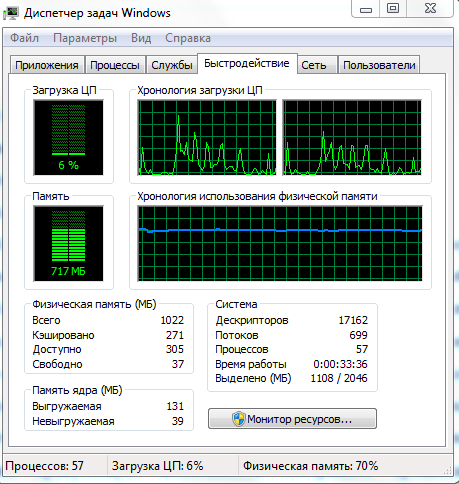 Диспетчер задач Windows
Файл Параметры Вид Справка
Приложения Процессы Службы Быстродействие Сеть Пользователи
Загрузка ЦП Хронология загрузки ЦП
6 %
Память Хронология использования физической памяти
717 МБ
Физическая память (МБ)
Всего 1022
Кэшировано 271
Доступно 305
Свободно 37
Память ядра (МБ)
Выгружаемая 131
Невыгружаемая 39
Система
Дескрипторов 17162
Потоков 699
Процессов 57
Время работы 0:00:33:36
Выделено (МБ) 1108 / 2046
Монитор ресурсов...
Процессов: 57 Загрузка ЦП: 6% Физическая память: 70%